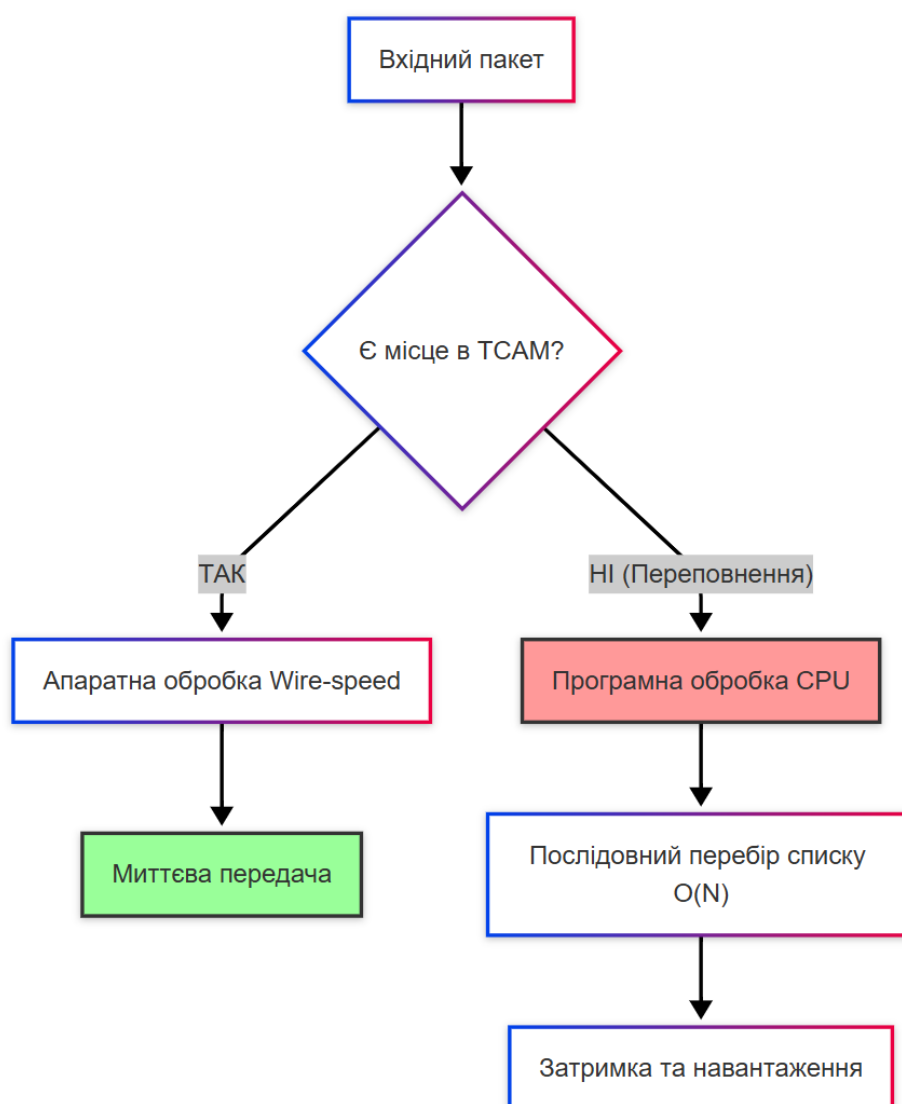 Вхідний пакет
Є місце в TCAM?
ТАК
НІ (Переповнення)
Апаратна обробка Wire-speed
Програмна обробка CPU
Миттєва передача
Послідовний перебір списку
O(N)
Затримка та навантаження